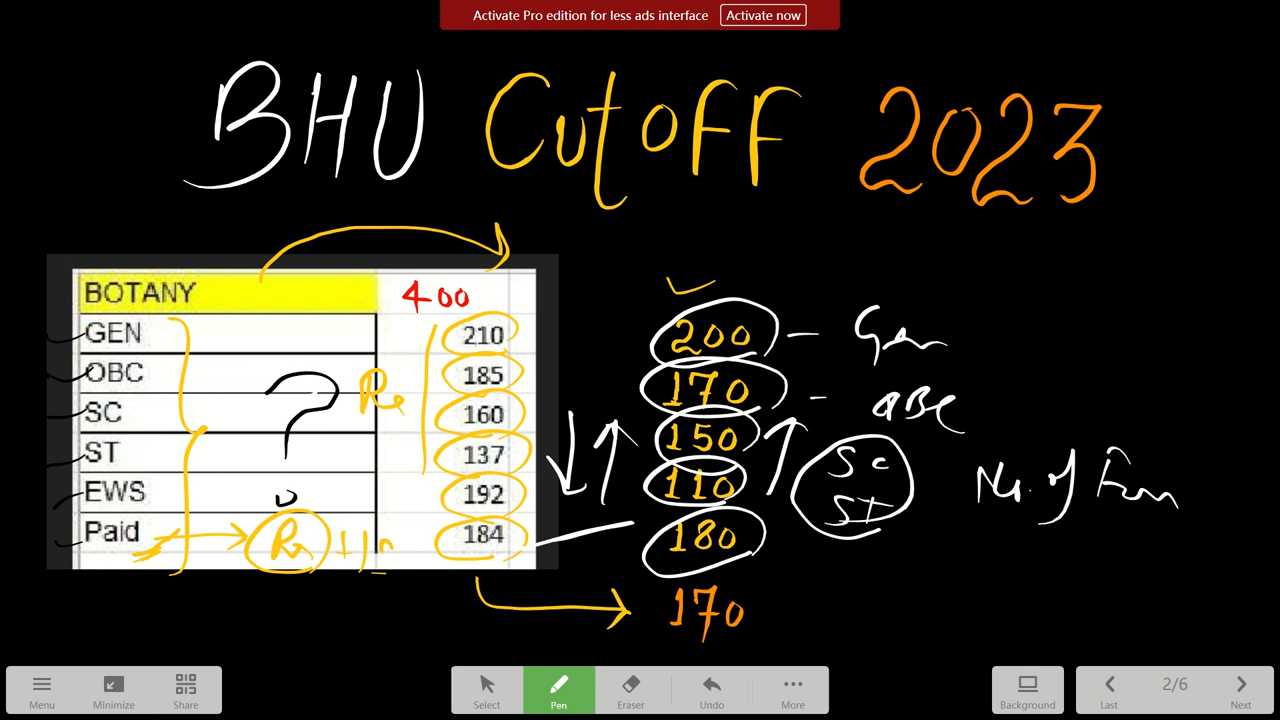 Activate Pro edition for less ads interface Activate now
BHU Cutoff 2023
BOTANY 400
GEN 210 200 - Gen
OBC 185 170 - OBC
SC 160 150 SC
ST 137 110 ST
EWS 192 180
Paid 184
170
?
No. of
Menu Minimize Share Select Pen Eraser Undo More Background Last 2/6 Next